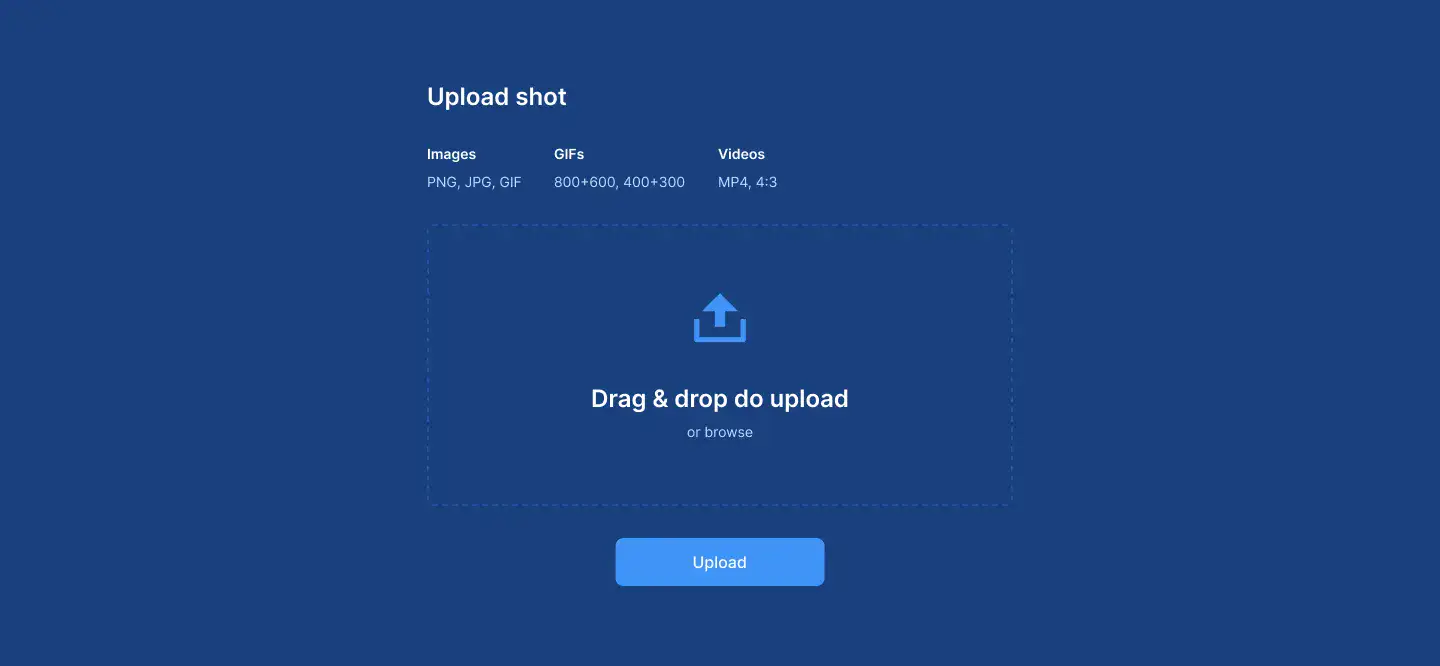 Upload shot
Images GIFs Videos
PNG, JPG, GIF 800+600, 400+300 MP4, 4:3
Drag & drop do upload
or browse
Upload